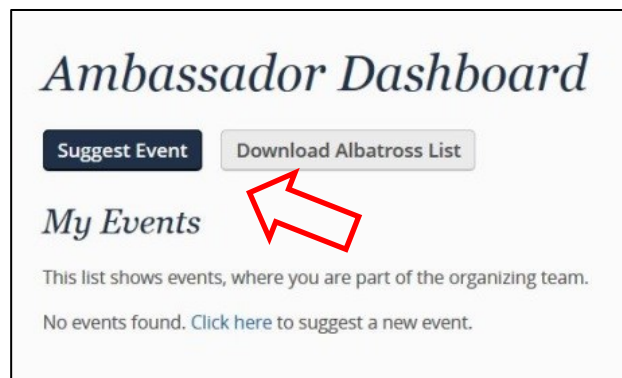 Ambassador Dashboard
Suggest Event Download Albatross List
My Events
This list shows events, where you are part of the organizing team.
No events found. Click here to suggest a new event.